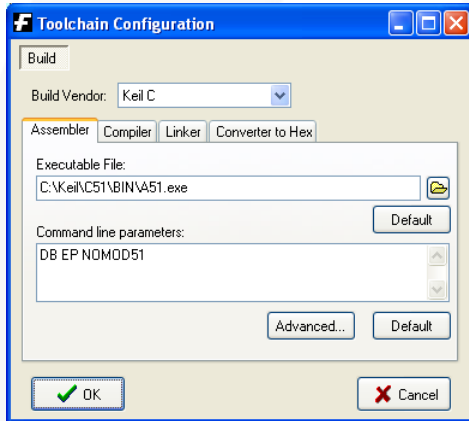 Toolchain Configuration
Build
Build Vendor: Keil C
Assembler Compiler Linker Converter to Hex
Executable File:
C:\Keil\C51\BIN\A51.exe
Default
Command line parameters:
DB EP NOMOD51
Advanced... Default
OK Cancel